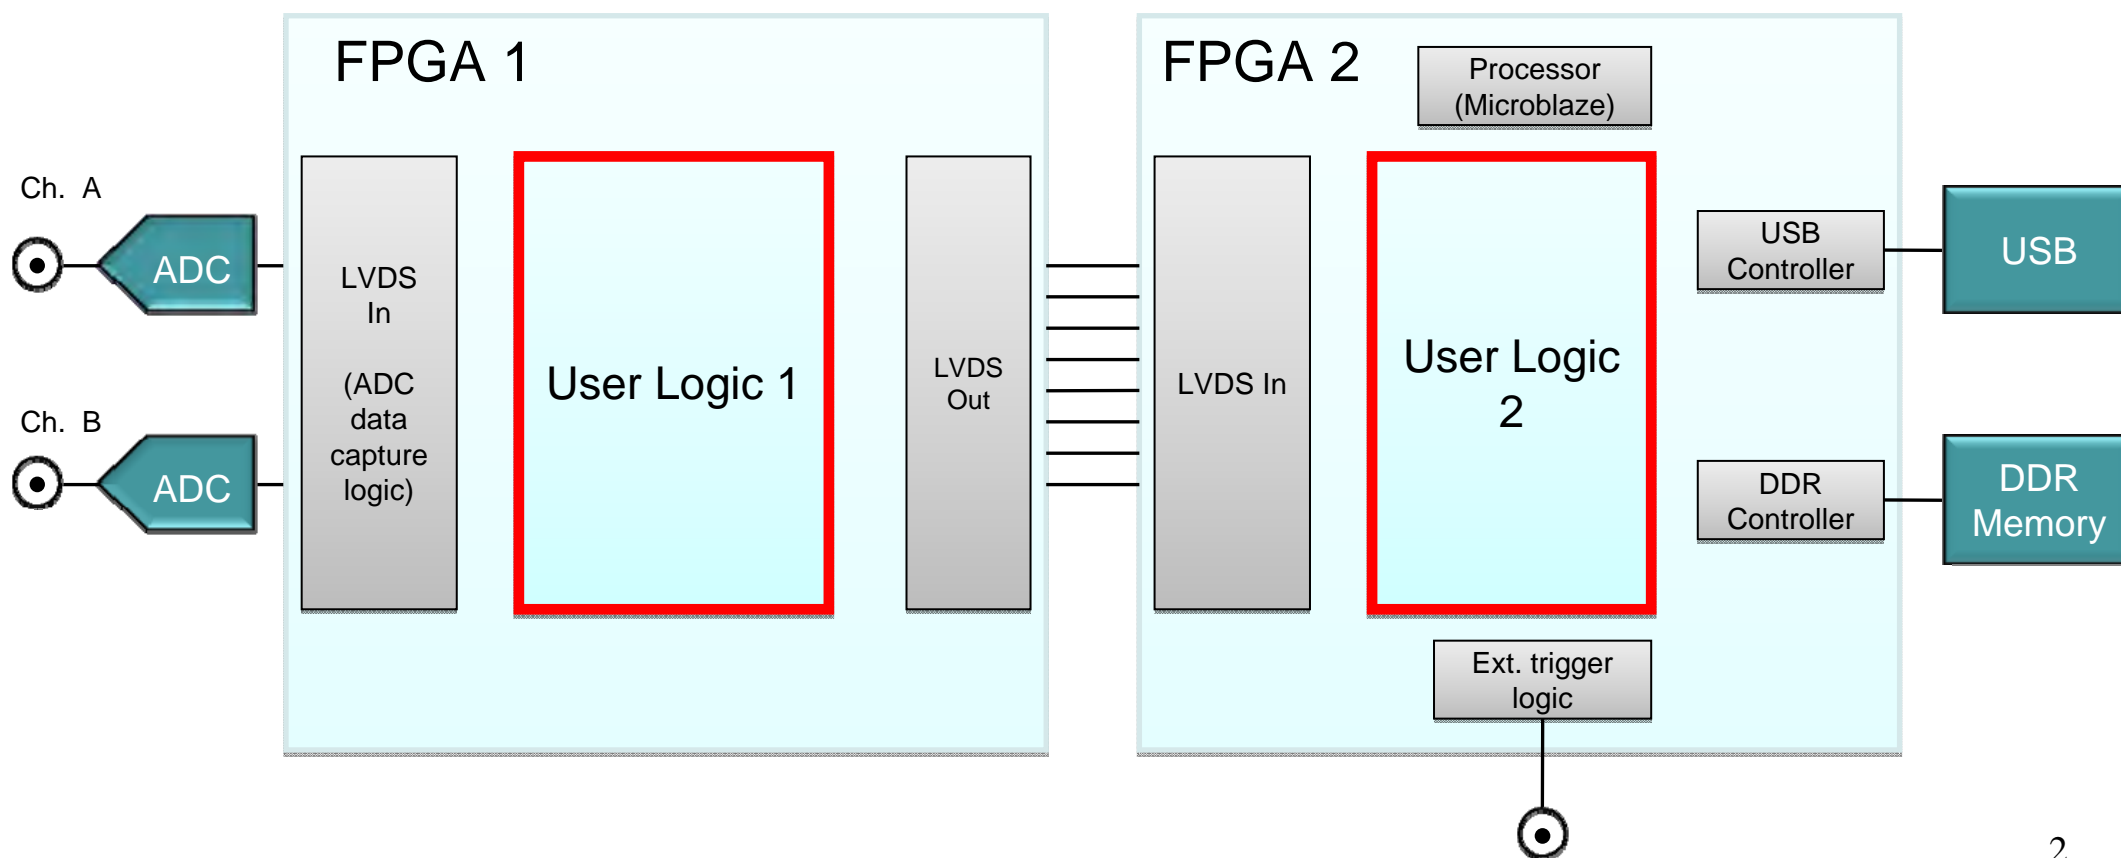 FPGA 1
FPGA 2
Processor
(Microblaze)
Ch. A
ADC
Ch. B
ADC
LVDS
In
(ADC
data
capture
logic)
User Logic 1
LVDS
Out
LVDS In
User Logic
2
USB
Controller
USB
DDR
Controller
DDR
Memory
Ext. trigger
logic
2